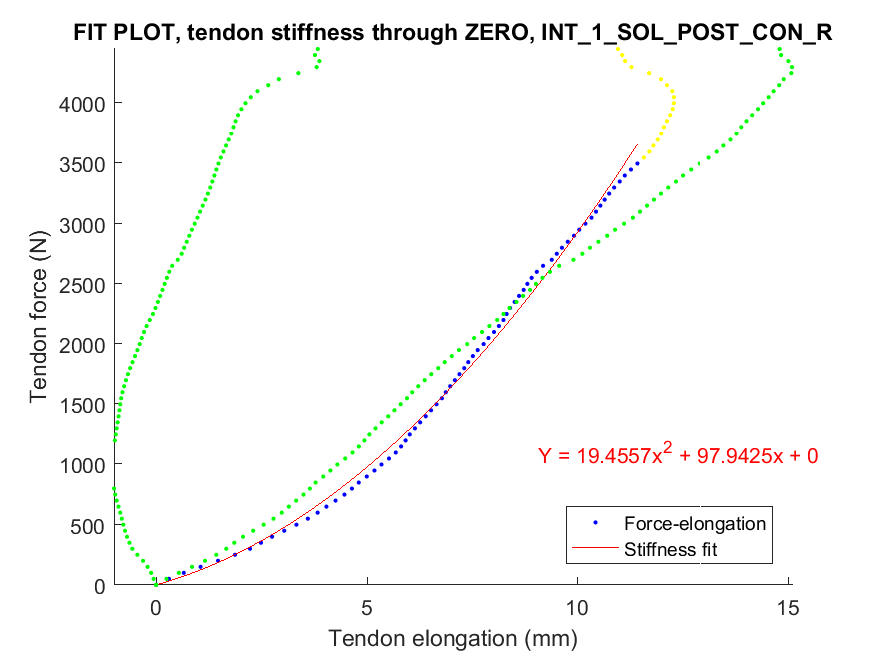 FIT PLOT, tendon stiffness through ZERO, INT_1_SOL_POST_CON_R
4000
3500
3000
2500
2000
1500
1000
500
0
Tendon force (N)
Y = 19.4557x² + 97.9425x + 0
Force-elongation
Stiffness fit
0 5 10 15
Tendon elongation (mm)